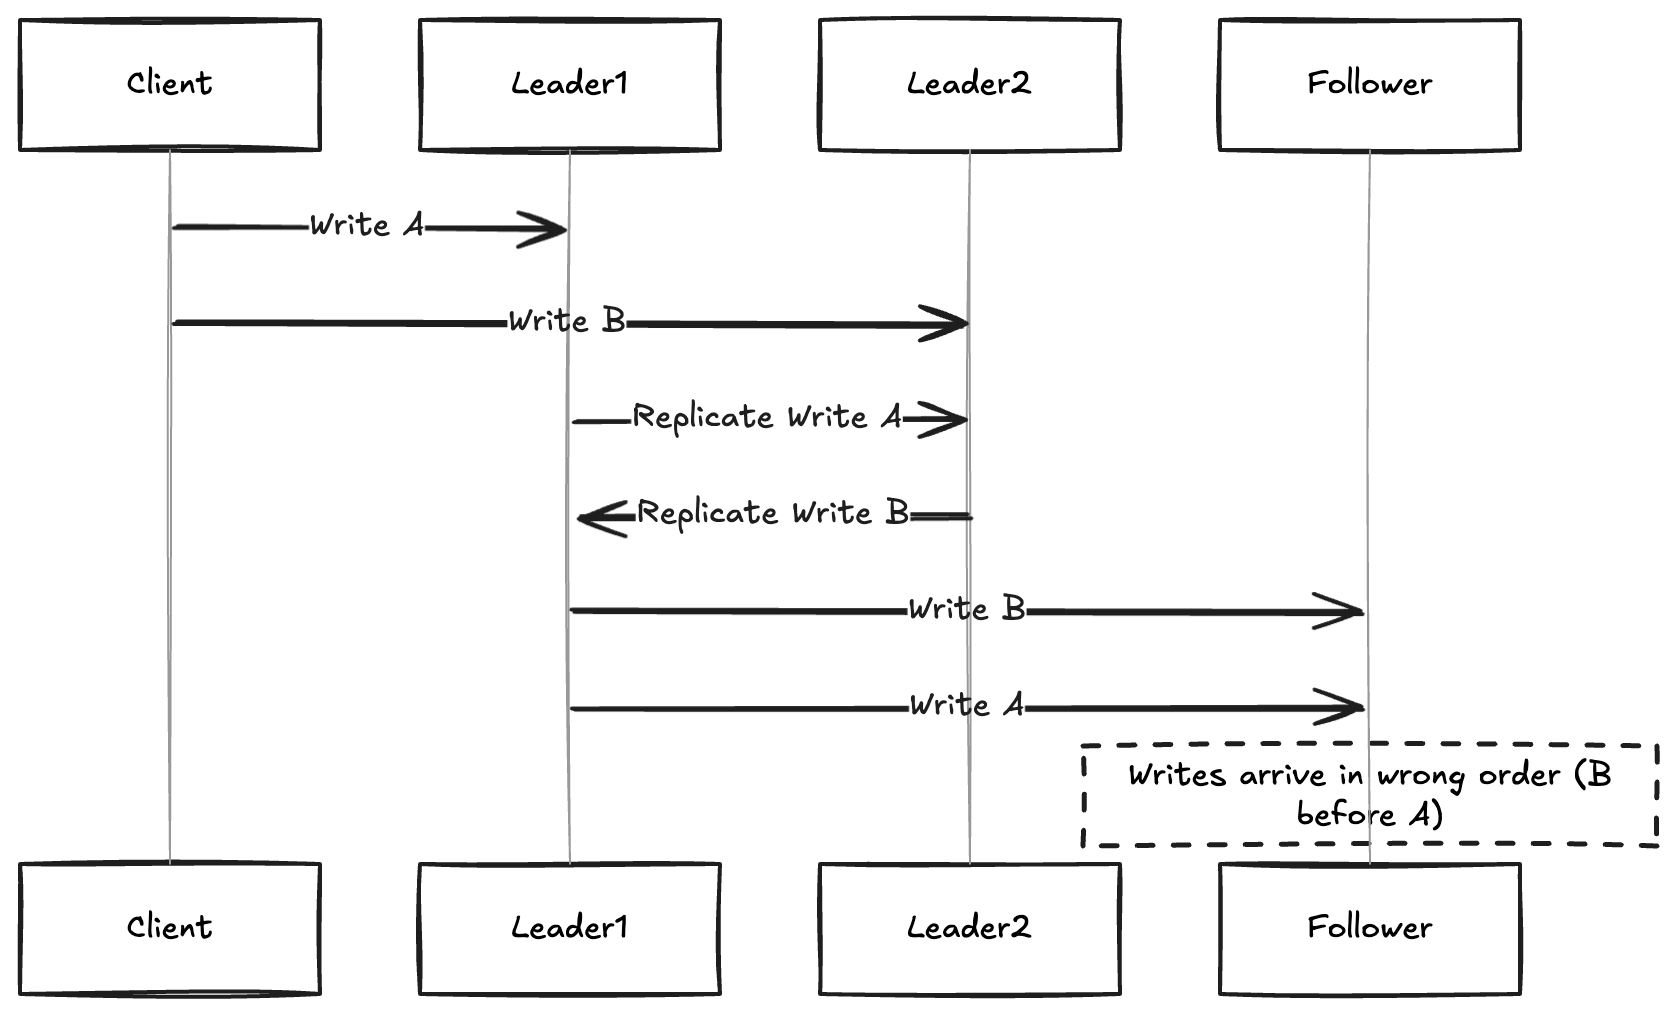 Client
Leader1
Leader2
Follower
Write A
Write B
Replicate Write A
Replicate Write B
Write B
Write A
Writes arrive in wrong order (B
before A)
Client
Leader1
Leader2
Follower